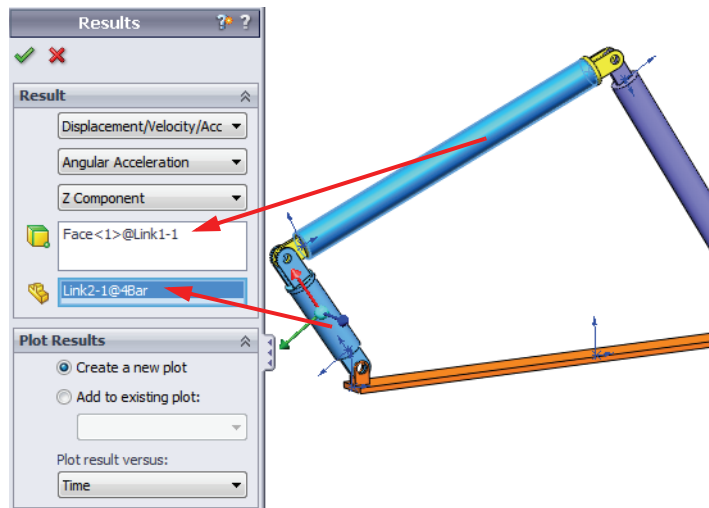 Results
? ?
Result
Displacement/Velocity/Acc
Angular Acceleration
Z Component
Face<1>@Link1-1
Link2-1@4Bar
Plot Results
Create a new plot
Add to existing plot:
Plot result versus:
Time